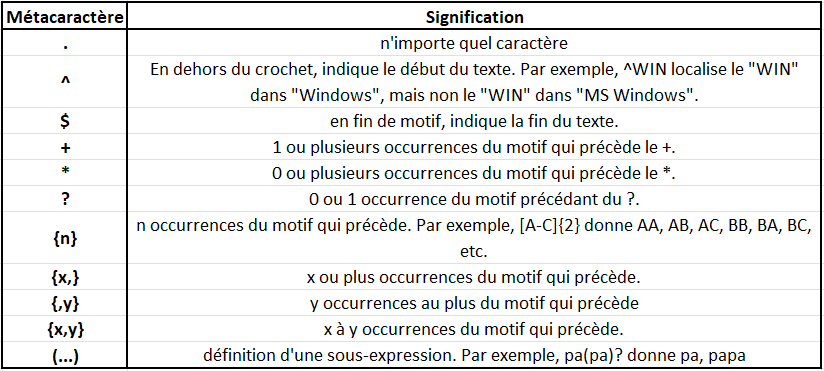 Métacaractère Signification
. n'importe quel caractère
^ En dehors du crochet, indique le début du texte. Par exemple, ^WIN localise le "WIN"
dans "Windows", mais non le "WIN" dans "MS Windows".
$ en fin de motif, indique la fin du texte.
+ 1 ou plusieurs occurrences du motif qui précède le +.
* 0 ou plusieurs occurrences du motif qui précède le *.
? 0 ou 1 occurrence du motif précédant du ?.
{n} n occurrences du motif qui précède. Par exemple, [A-C]{2} donne AA, AB, AC, BB, BA, BC,
etc.
{x,} x ou plus occurrences du motif qui précède.
{,y} y occurrences au plus du motif qui précède
{x,y} x à y occurrences du motif qui précède.
(...) définition d'une sous-expression. Par exemple, pa(pa)? donne pa, papa